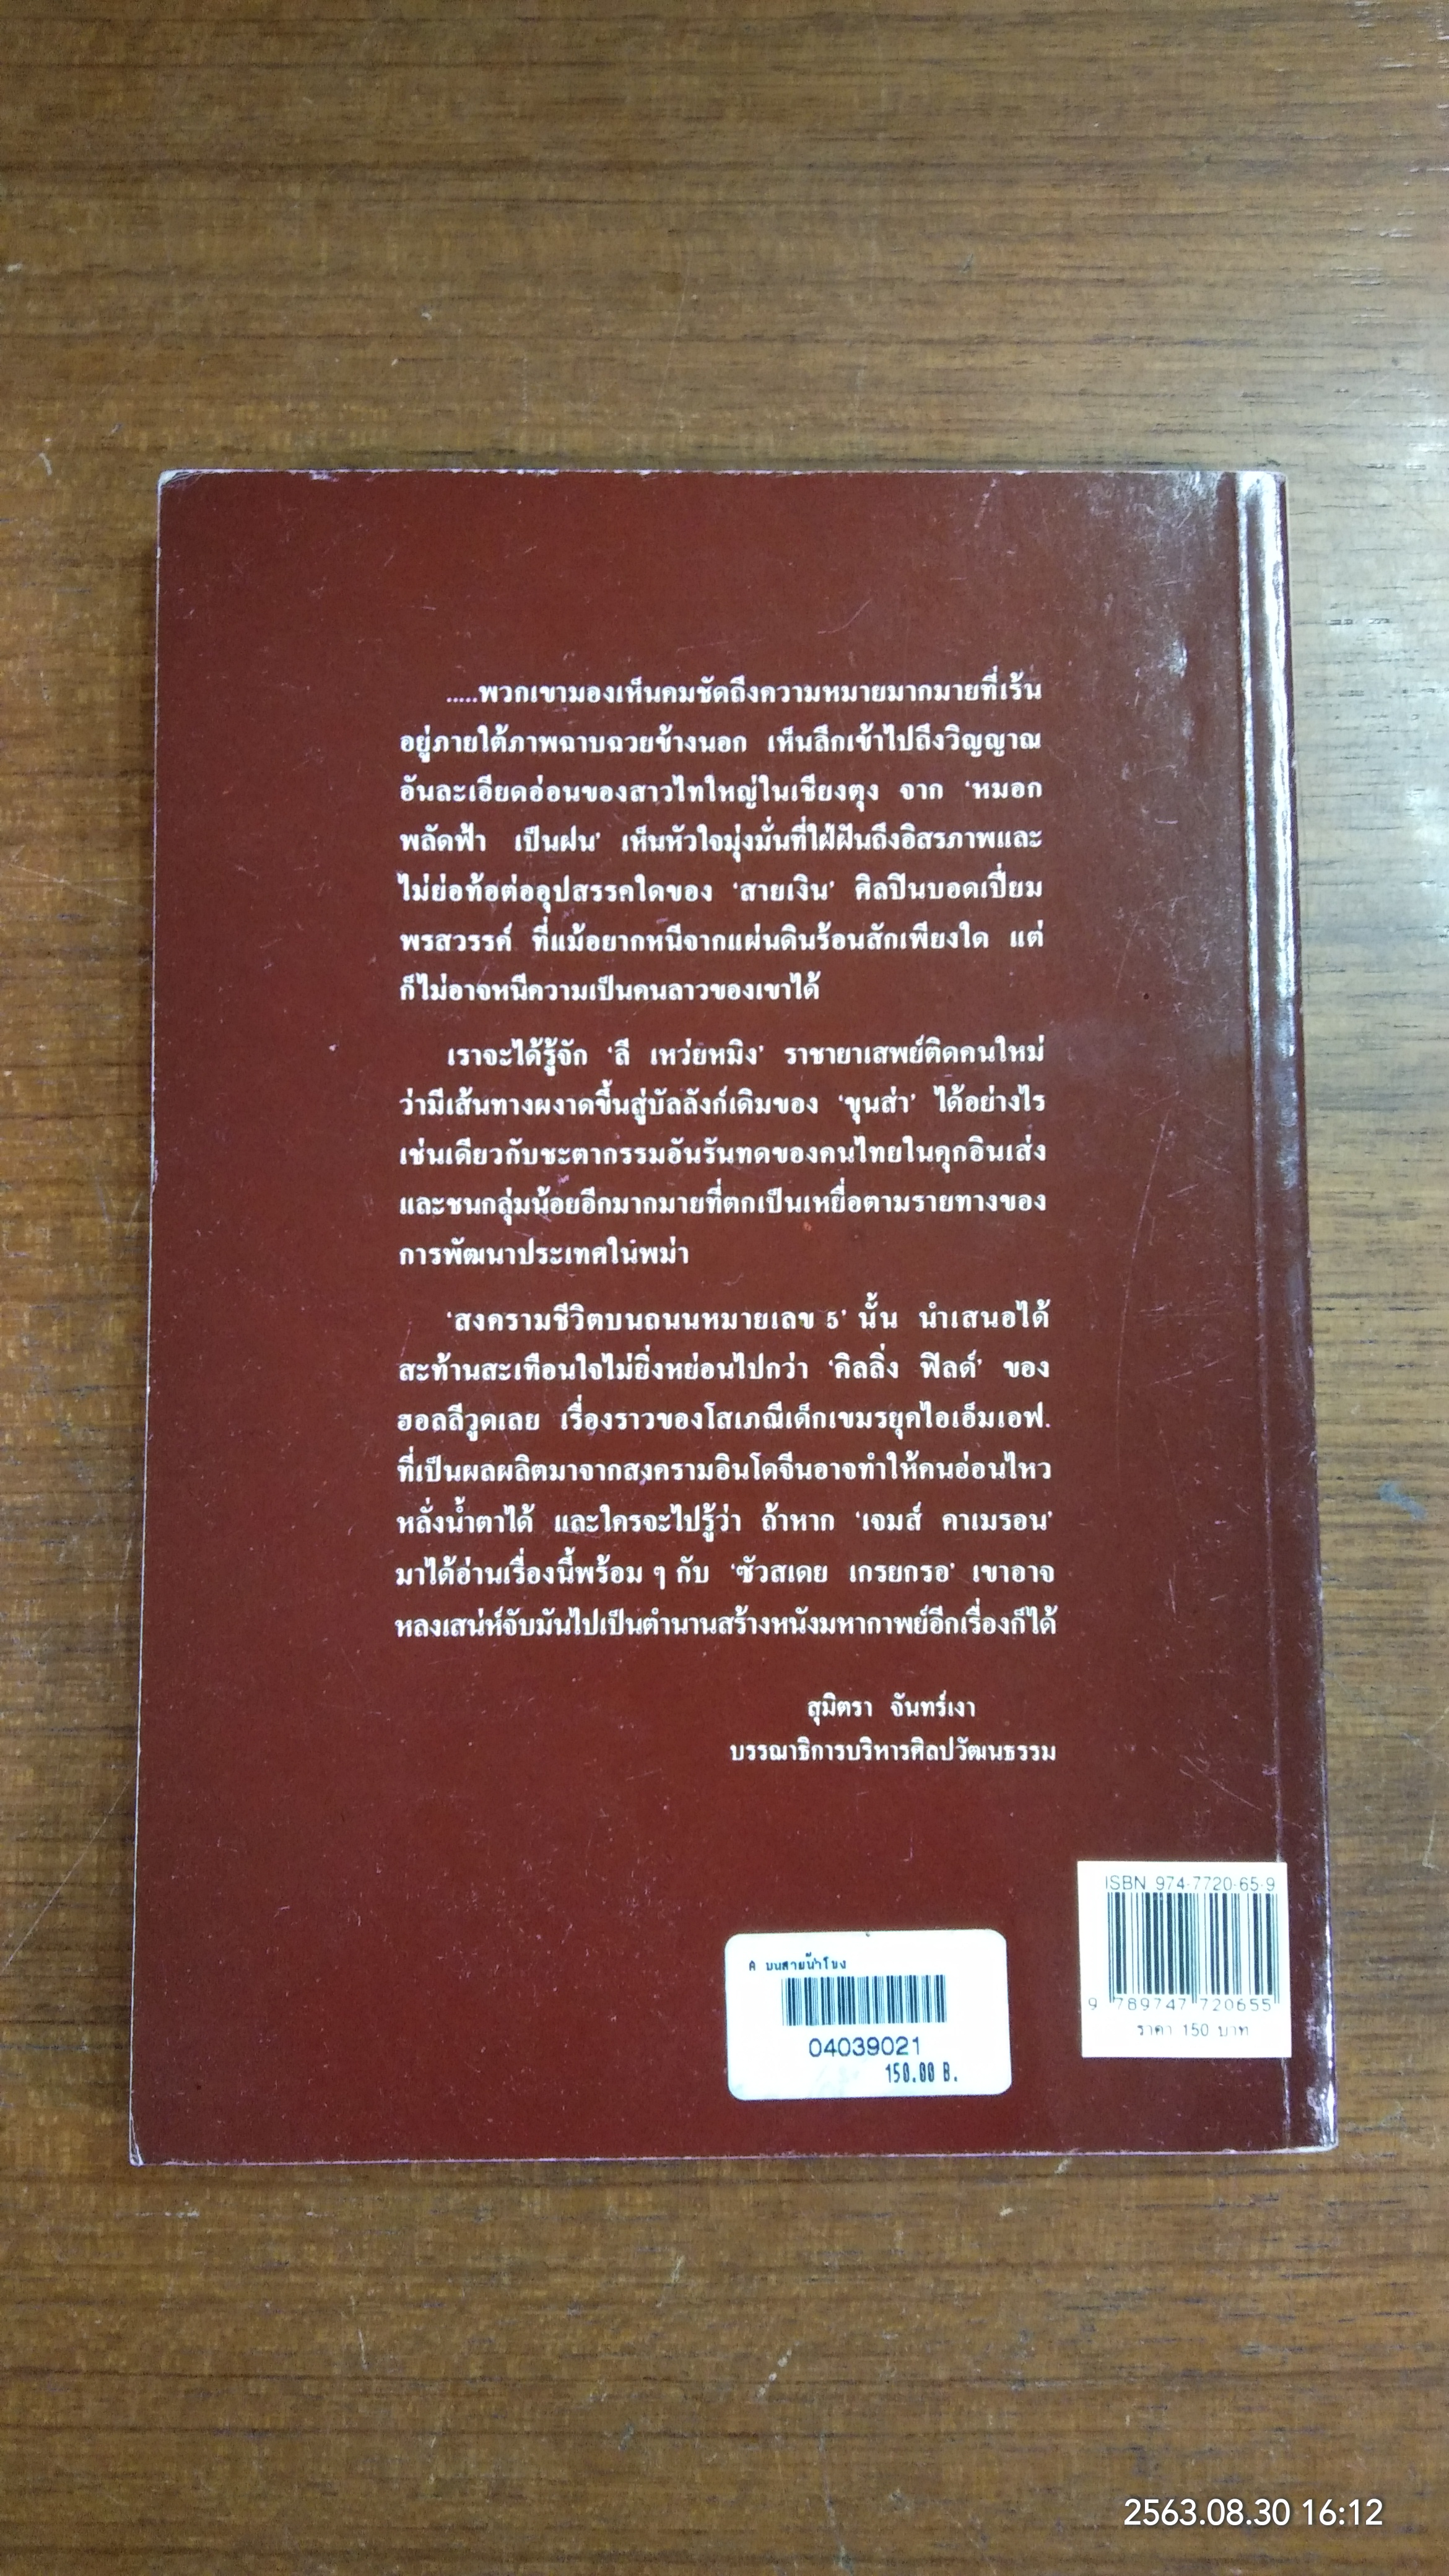 .....พวกเขามองเห็นคมชัดถึงความหมายมากมายที่เร้น
อยู่ภายใต้ภาพฉาบฉวยข้างนอก เห็นลึกเข้าไปถึงวิญญาณ
อันละเอียดอ่อนของสาวไทใหญ่ในเชียงตุง จาก ‘หมอก
พลัดฟ้า เป็นฝน’ เห็นหัวใจมุ่งมั่นที่ใฝ่ฝันถึงอิสรภาพและ
ไม่ย่อท้อต่ออุปสรรคใดของ ‘สายเงิน’ ศิลปินบอดเปี่ยม
พรสวรรค์ ที่แม้อยากหนีจากแผ่นดินร้อนสักเพียงใด แต่
ก็ไม่อาจหนีความเป็นคนลาวของเขาได้
เราจะได้รู้จัก ‘ลี เหว่ยหมิง’ ราชายาเสพย์ติดคนใหม่
ว่ามีเส้นทางผงาดขึ้นสู่บัลลังก์เดิมของ ‘ขุนส่า’ ได้อย่างไร
เช่นเดียวกับชะตากรรมอันรันทดของคนไทยในคุกอินเส่ง
และชนกลุ่มน้อยอีกมากมายที่ตกเป็นเหยื่อตามรายทางของ
การพัฒนาประเทศในพม่า
‘สงครามชีวิตบนถนนหมายเลข 5’ นั้น นำเสนอได้
สะท้านสะเทือนใจไม่ยิ่งหย่อนไปกว่า ‘คิลลิ่ง ฟิลด์’ ของ
ฮอลลีวูดเลย เรื่องราวของโสเภณีเด็กเขมรยุคไอเอ็มเอฟ.
ที่เป็นผลผลิตมาจากสงครามอินโดจีนอาจทำให้คนอ่อนไหว
หลั่งน้ำตาได้ และใครจะไปรู้ว่า ถ้าหาก ‘เจมส์ คาเมรอน’
มาได้อ่านเรื่องนี้พร้อม ๆ กับ ‘ซัวสเดย เกรยกรอ’ เขาอาจ
หลงเสน่ห์จับมันไปเป็นตำนานสร้างหนังมหากาพย์อีกเรื่องก็ได้
สุมิตรา จันทร์เงา
บรรณาธิการบริหารศิลปวัฒนธรรม
ISBN 974-7720-65-9
9 789747 720655
ราคา 150 บาท
A บนสายน้ำโขง
04039021
150.00 B.
2563.08.30 16:12